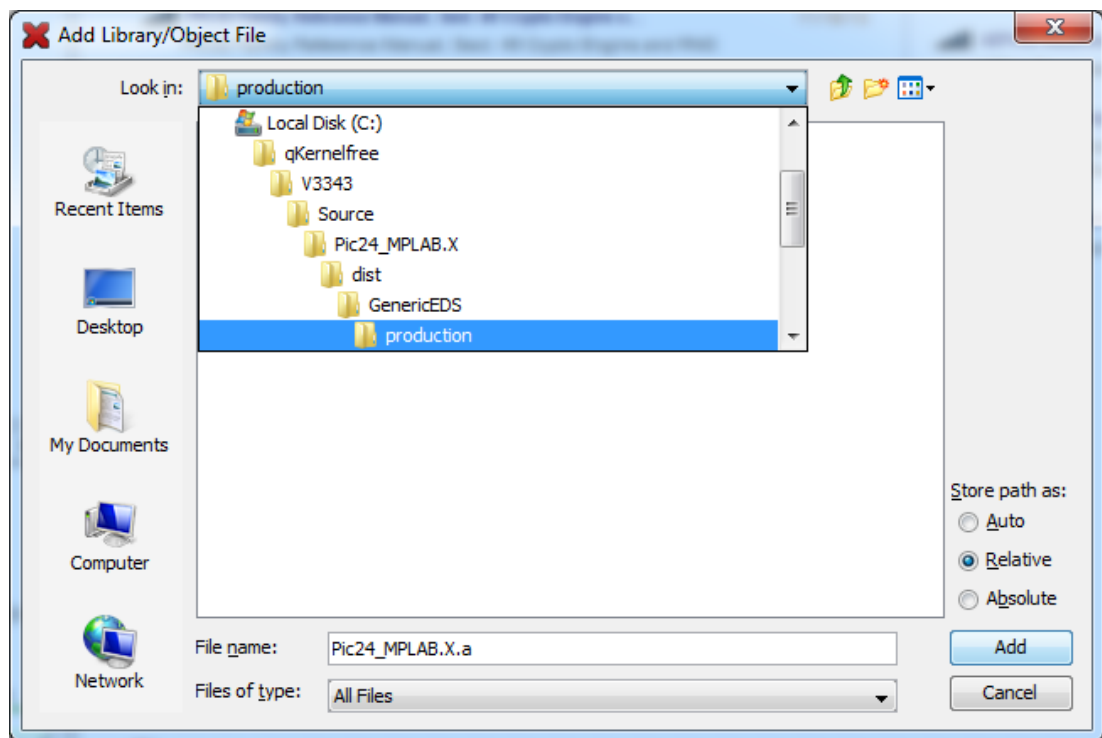 Add Library/Object File
Look in:
production
Local Disk (C:)
qKernelfree
V3343
Source
Pic24_MPLAB.X
dist
GenericEDS
production
Recent Items
Desktop
My Documents
Computer
Network
Store path as:
Auto
Relative
Absolute
File name:
Pic24_MPLAB.X.a
Add
Files of type:
All Files
Cancel